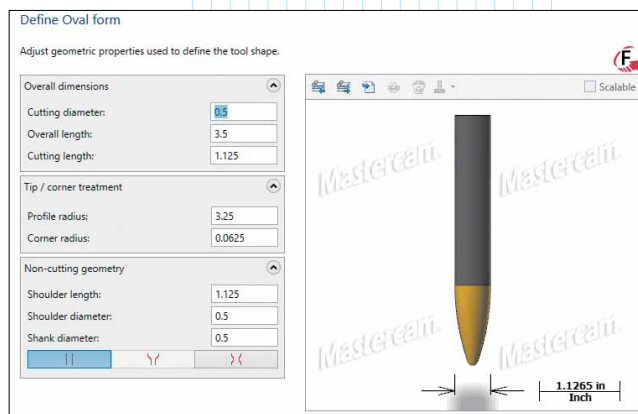 Define Oval form
Adjust geometric properties used to define the tool shape.
F
Overall dimensions
Cutting diameter: 0.5
Overall length: 3.5
Cutting length: 1.125
Tip / corner treatment
Profile radius: 3.25
Corner radius: 0.0625
Non-cutting geometry
Shoulder length: 1.125
Shoulder diameter: 0.5
Shank diameter: 0.5
Scalable
Mastercam.
Mastercam.
Mastercam.
Mastercam.
1.1265 in
Inch